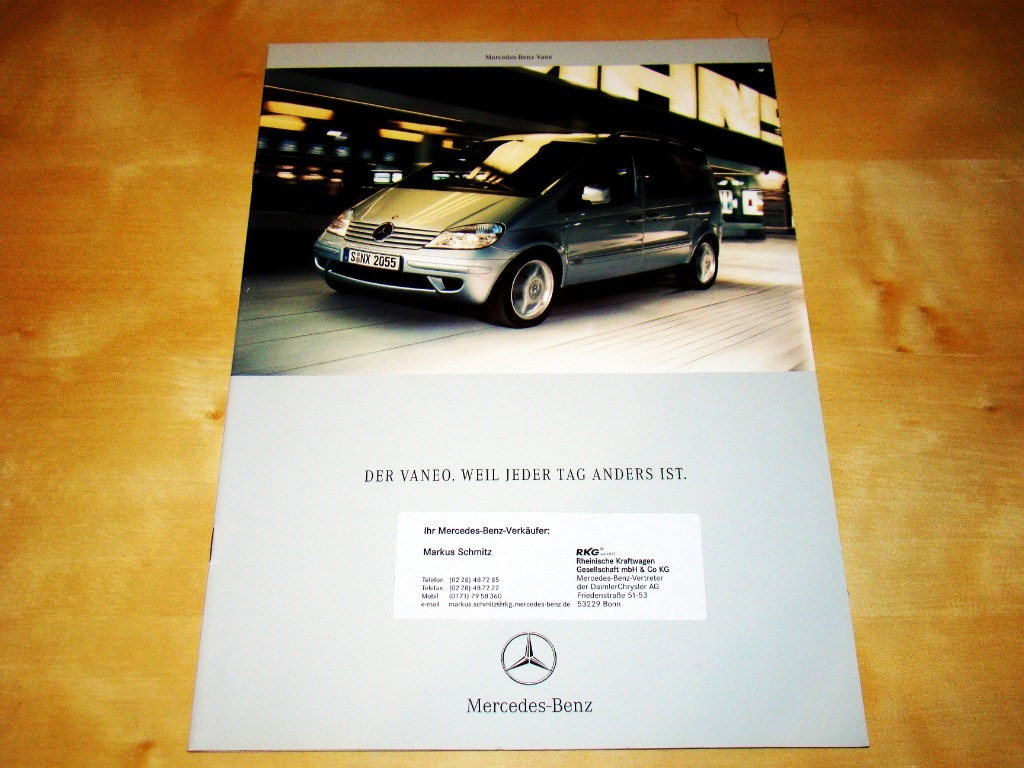 Mercedes-Benz Vans
HN
S NX 2055
DER VANEO. WEIL JEDER TAG ANDERS IST.
Ihr Mercedes-Benz-Verkäufer:
Markus Schmitz
Telefon (02 28) 48 72 85
Telefax (02 28) 48 72 22
Mobil (0171) 79 58 360
e-mail markus.schmitz@rkg.mercedes-benz.de
RKG
Rheinische Kraftwagen
Gesellschaft mbH & Co KG
Mercedes-Benz-Vertreter
der DaimlerChrysler AG
Friedenstraße 51-53
53229 Bonn
Mercedes-Benz